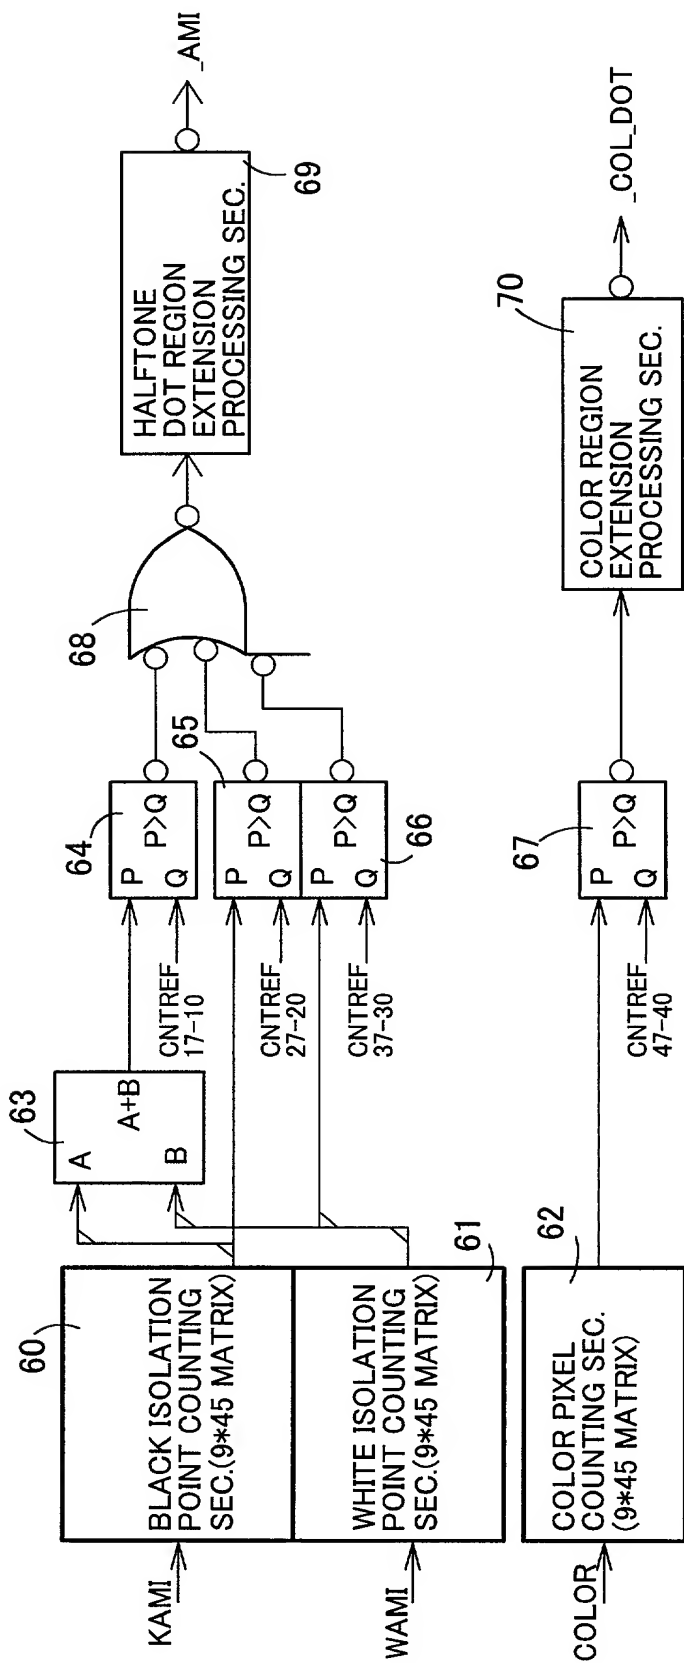 KAMI
60
BLACK ISOLATION
POINT COUNTING
SEC.(9*45 MATRIX)
WAMI
61
WHITE ISOLATION
POINT COUNTING
SEC.(9*45 MATRIX)
COLOR
62
COLOR PIXEL
COUNTING SEC.
(9*45 MATRIX)
63
A
A+B
B
CNTREF
17-10
CNTREF
27-20
CNTREF
37-30
CNTREF
47-40
64
P
P>Q
Q
65
P
P>Q
Q
P
P>Q
Q
66
67
P
P>Q
Q
68
HALFTONE
DOT REGION
EXTENSION
PROCESSING SEC.
69
_AMI
70
COLOR REGION
EXTENSION
PROCESSING SEC.
_COL_DOT